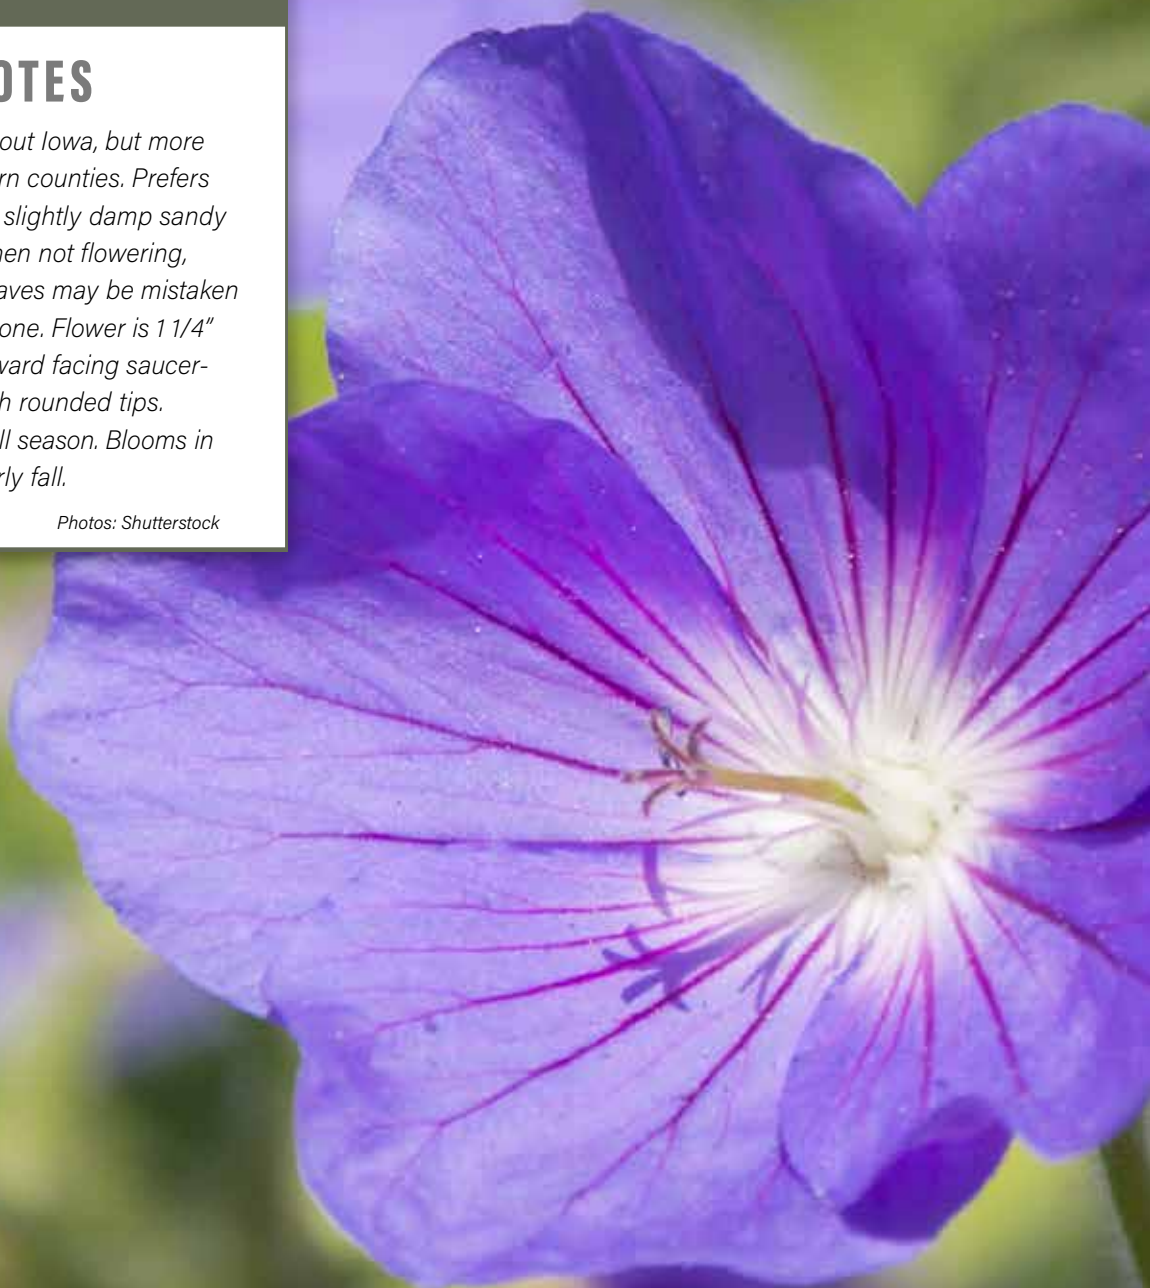 OTES
out Iowa, but more
rn counties. Prefers
slightly damp sandy
en not flowering,
aves may be mistaken
one. Flower is 1 1/4”
ward facing saucer-
h rounded tips.
ll season. Blooms in
rly fall.
Photos: Shutterstock